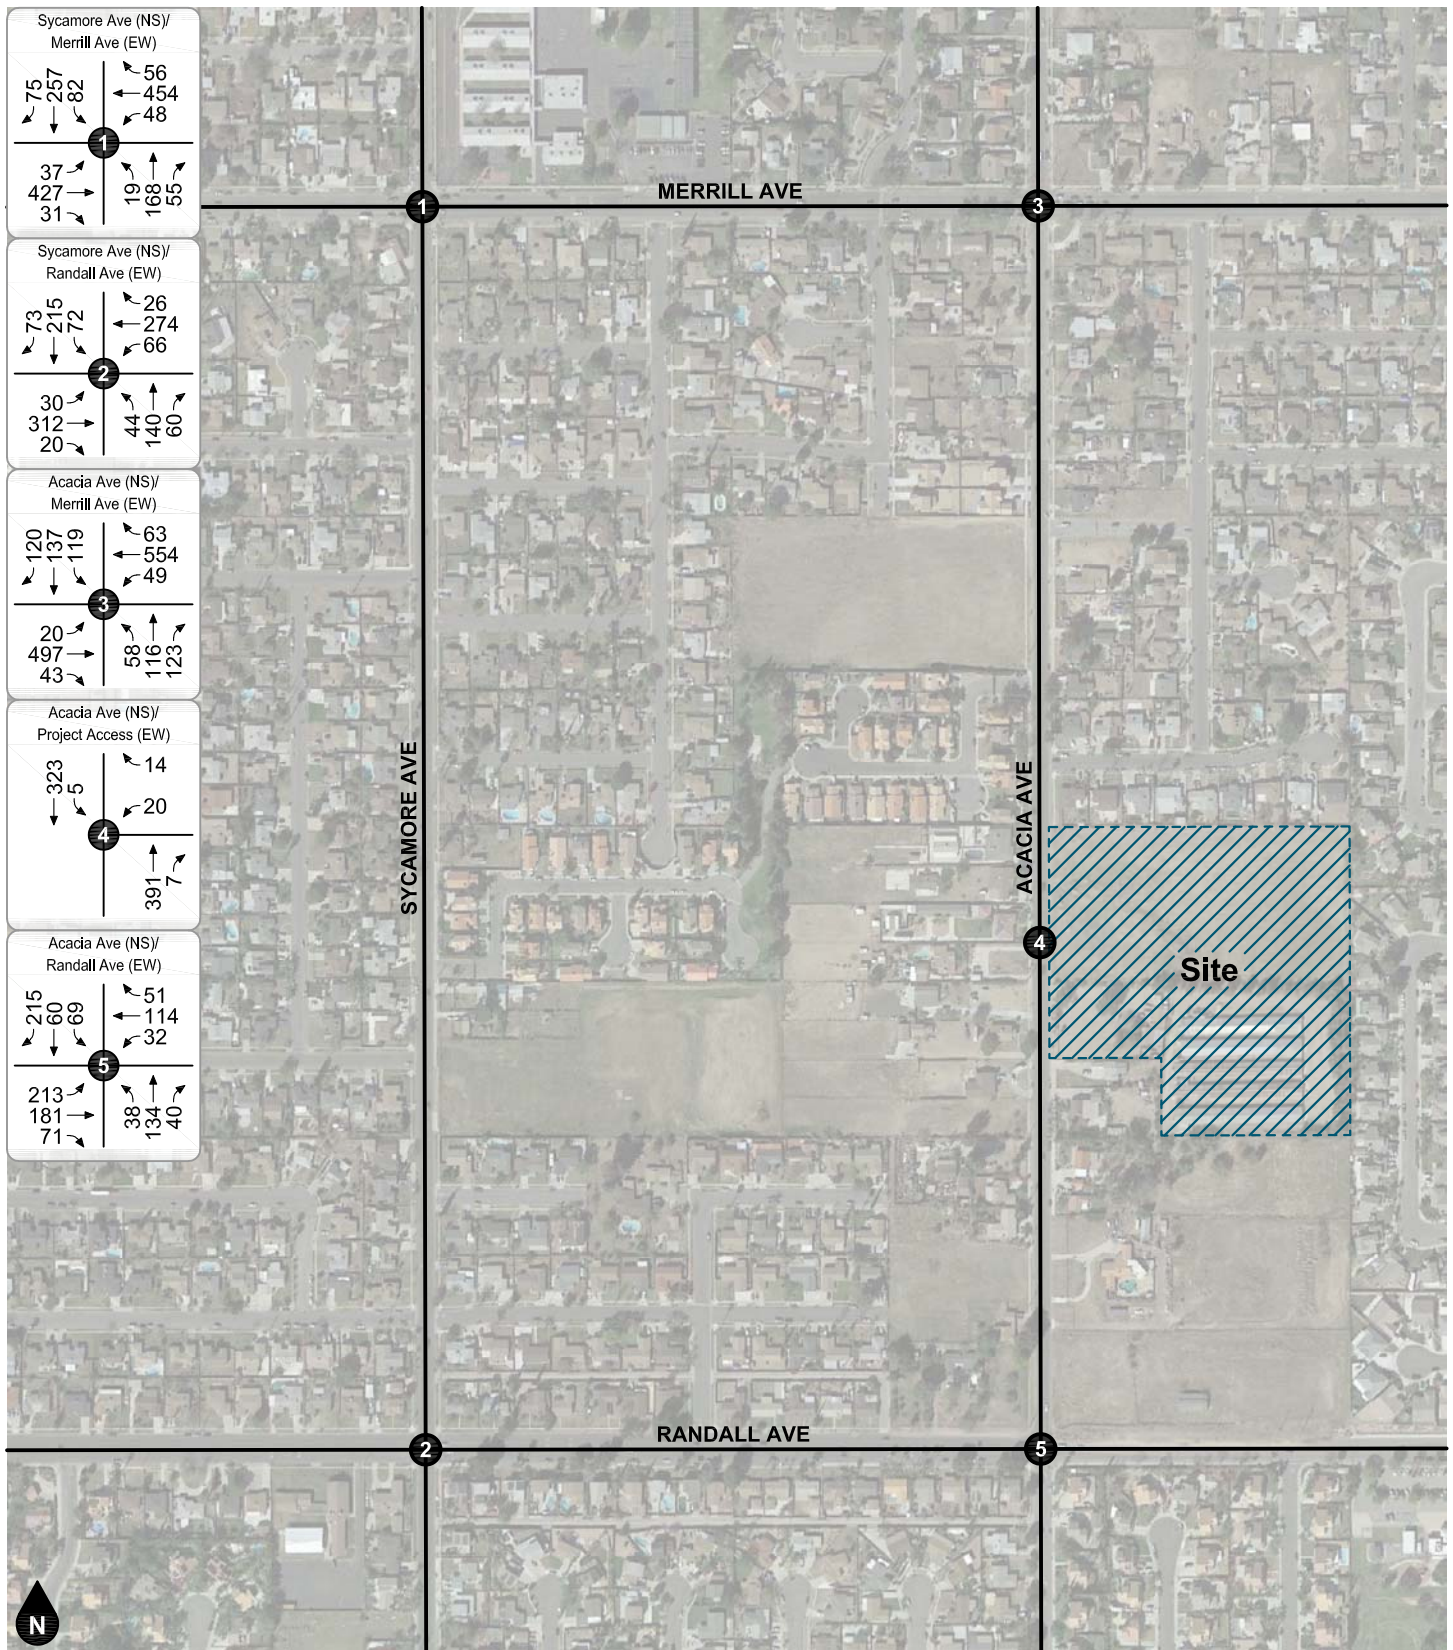 Sycamore Ave (NS)/
Merrill Ave (EW)
75 257 82
56
454
48
1
37
427
31
19 168 55
Sycamore Ave (NS)/
Randall Ave (EW)
73 215 72
26
274
66
2
30
312
20
44 140 60
Acacia Ave (NS)/
Merrill Ave (EW)
120 137 119
63
554
49
3
20
497
43
58 116 123
Acacia Ave (NS)/
Project Access (EW)
323 5
14
20
4
391 7
Acacia Ave (NS)/
Randall Ave (EW)
215 60 69
51
114
32
5
213
181
71
38 134 40
MERRILL AVE
1
3
SYCAMORE AVE
ACACIA AVE
4
Site
RANDALL AVE
2
5
N